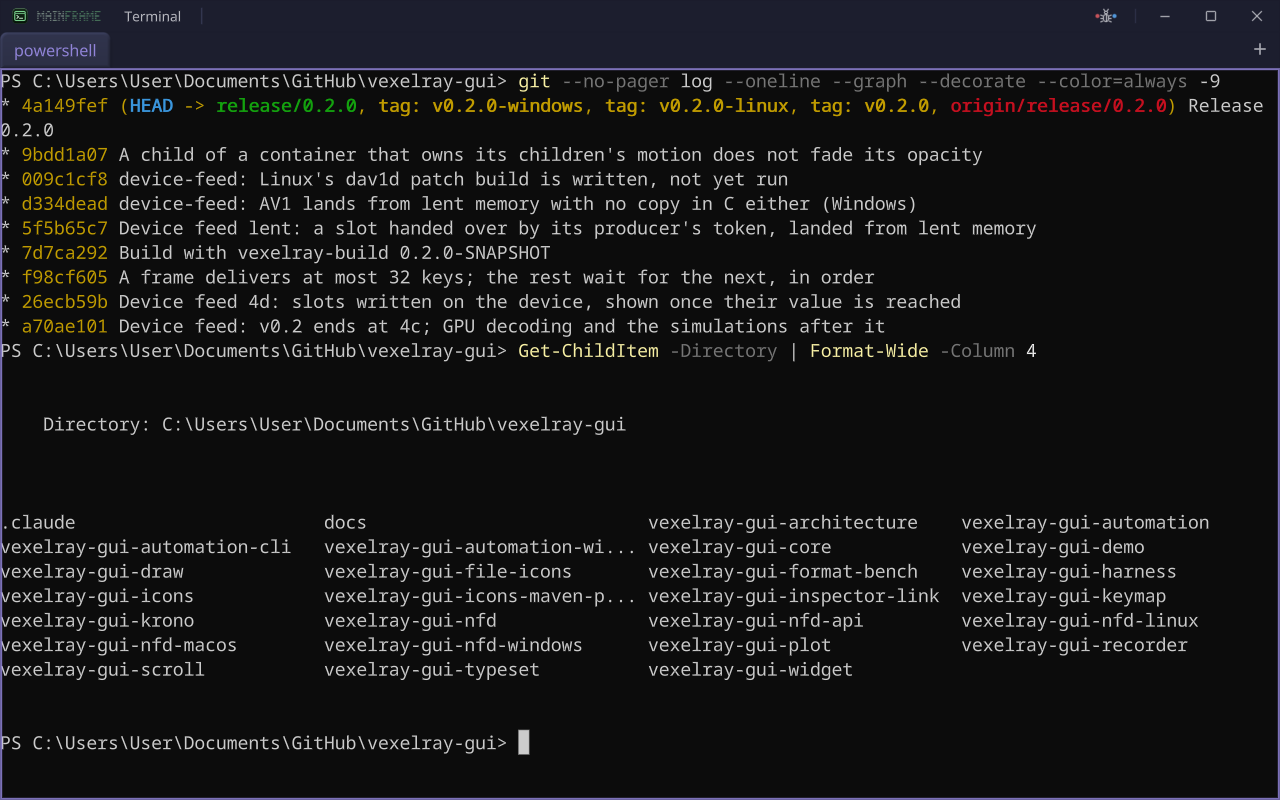 MAINFRAME Terminal
powershell +
PS C:\Users\User\Documents\GitHub\vexelray-gui> git --no-pager log --oneline --graph --decorate --color=always -9
* 4a149fef (HEAD -> release/0.2.0, tag: v0.2.0-windows, tag: v0.2.0-linux, tag: v0.2.0, origin/release/0.2.0) Release
0.2.0
* 9bdd1a07 A child of a container that owns its children's motion does not fade its opacity
* 009c1cf8 device-feed: Linux's dav1d patch build is written, not yet run
* d334dead device-feed: AV1 lands from lent memory with no copy in C either (Windows)
* 5f5b65c7 Device feed lent: a slot handed over by its producer's token, landed from lent memory
* 7d7ca292 Build with vexelray-build 0.2.0-SNAPSHOT
* f98cf605 A frame delivers at most 32 keys; the rest wait for the next, in order
* 26ecb59b Device feed 4d: slots written on the device, shown once their value is reached
* a70ae101 Device feed: v0.2 ends at 4c; GPU decoding and the simulations after it
PS C:\Users\User\Documents\GitHub\vexelray-gui> Get-ChildItem -Directory | Format-Wide -Column 4
Directory: C:\Users\User\Documents\GitHub\vexelray-gui
.claude docs vexelray-gui-architecture vexelray-gui-automation
vexelray-gui-automation-cli vexelray-gui-automation-wi... vexelray-gui-core vexelray-gui-demo
vexelray-gui-draw vexelray-gui-file-icons vexelray-gui-format-bench vexelray-gui-harness
vexelray-gui-icons vexelray-gui-icons-maven-p... vexelray-gui-inspector-link vexelray-gui-keymap
vexelray-gui-krono vexelray-gui-nfd vexelray-gui-nfd-api vexelray-gui-nfd-linux
vexelray-gui-nfd-macos vexelray-gui-nfd-windows vexelray-gui-plot vexelray-gui-recorder
vexelray-gui-scroll vexelray-gui-typeset vexelray-gui-widget
PS C:\Users\User\Documents\GitHub\vexelray-gui>